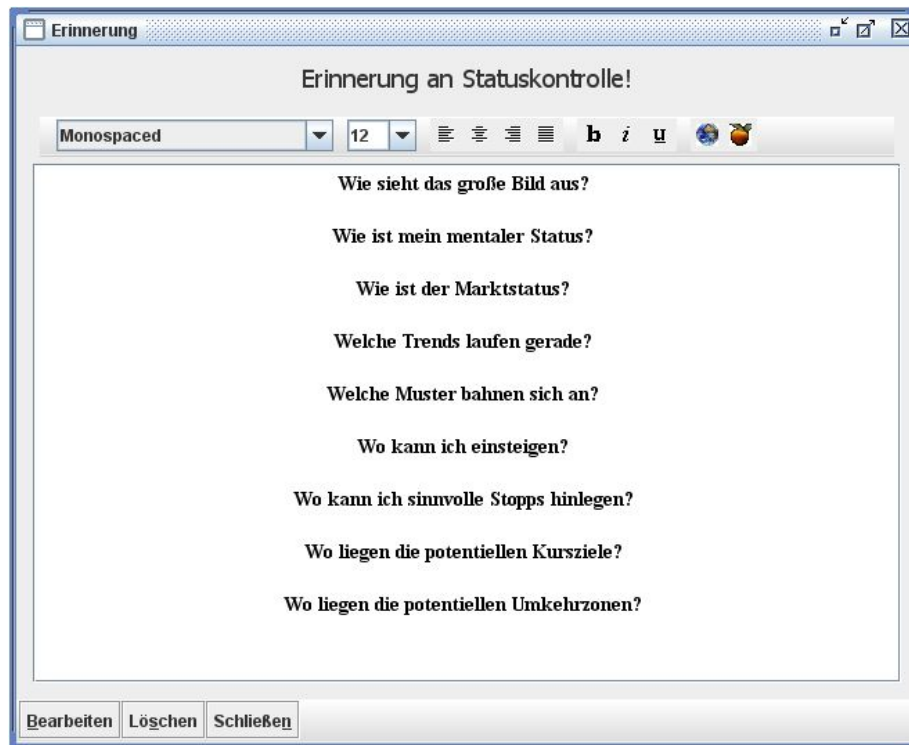 Erinnerung
Erinnerung an Statuskontrolle!
Monospaced 12 b i u
Wie sieht das große Bild aus?
Wie ist mein mentaler Status?
Wie ist der Marktstatus?
Welche Trends laufen gerade?
Welche Muster bahnen sich an?
Wo kann ich einsteigen?
Wo kann ich sinnvolle Stopps hinlegen?
Wo liegen die potentiellen Kursziele?
Wo liegen die potentiellen Umkehrzonen?
Bearbeiten Löschen Schließen